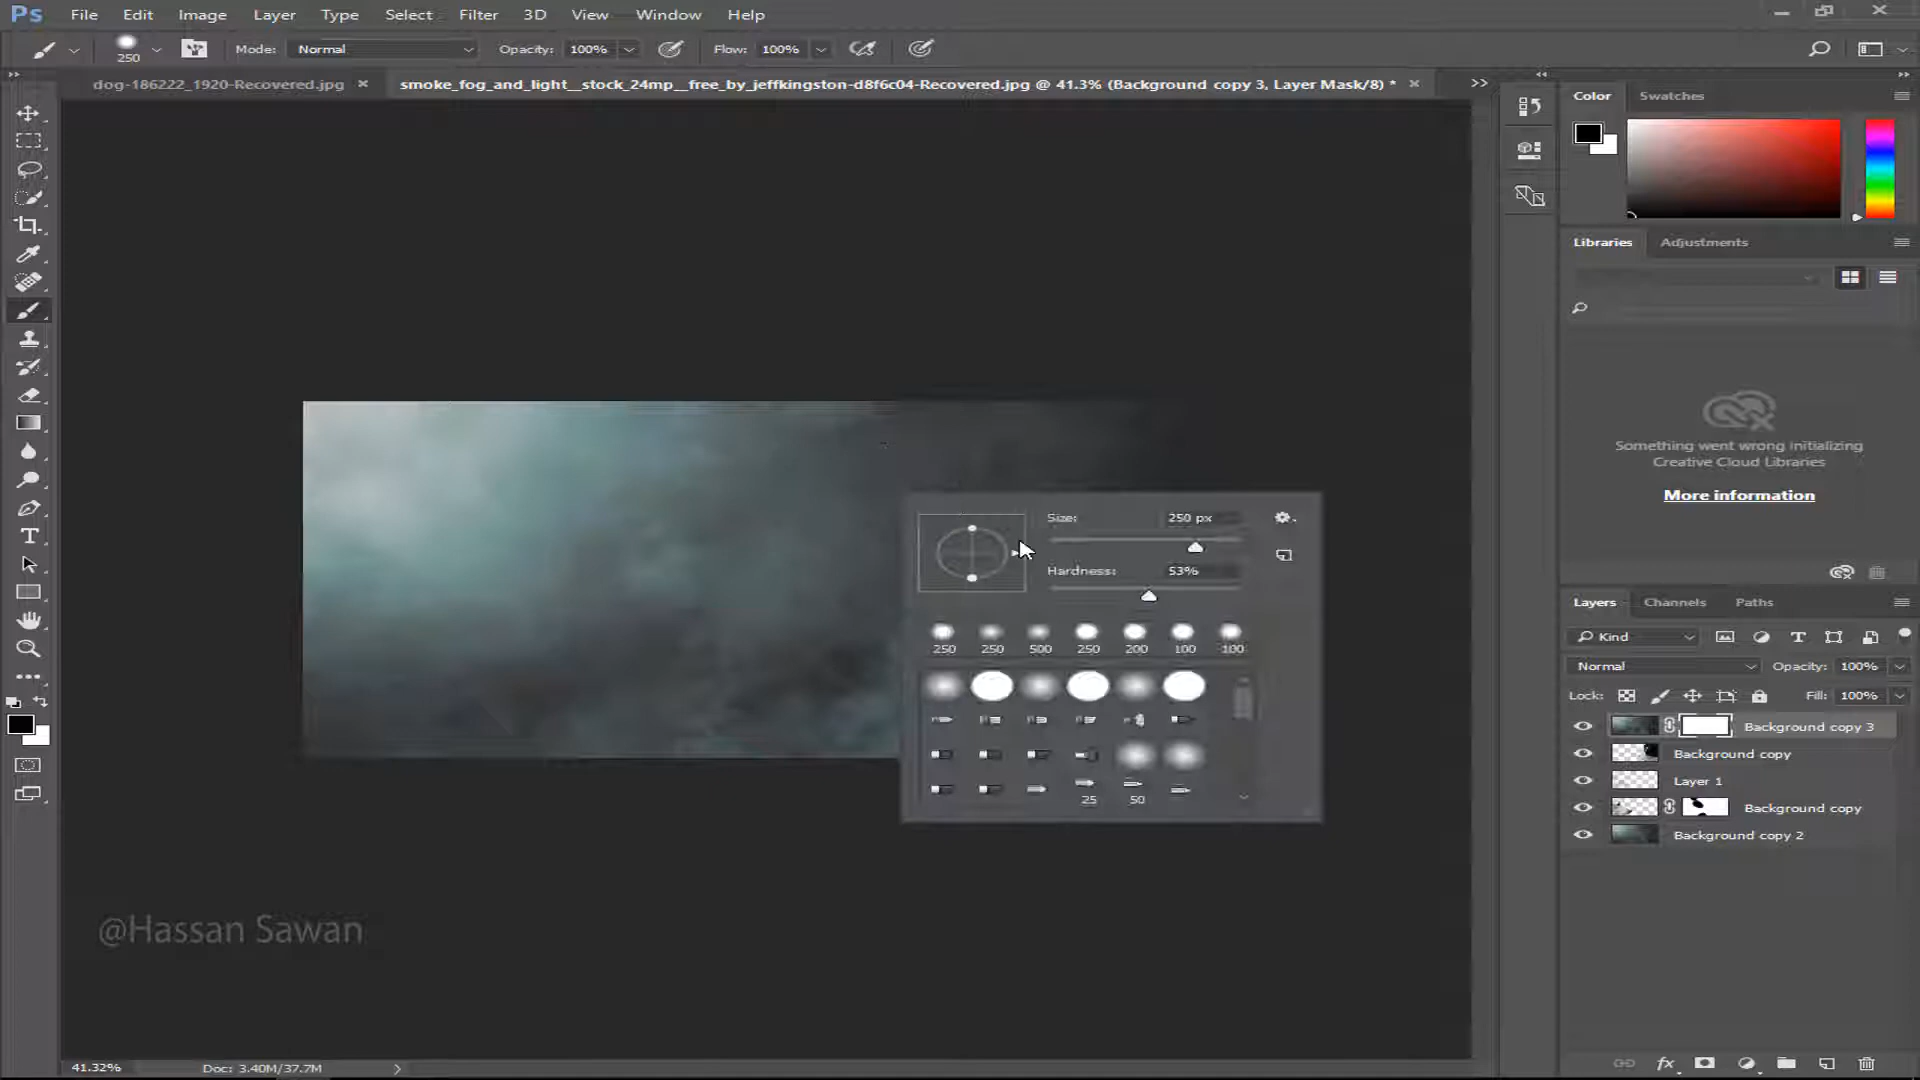 Ps File Edit Image Layer Type Select Filter 3D View Window Help
250 Mode: Normal Opacity: 100% Flow: 100%
dog-186222_1920-Recovered.jpg × smoke_fog_and_light__stock_24mp__free_by_jeffkingston-d8f6c04-Recovered.jpg @ 41.3% (Background copy 3, Layer Mask/8) * ×
Color Swatches
Libraries Adjustments
Something went wrong initializing
Creative Cloud Libraries
More information
Size: 250 px
Hardness: 53%
250 250 500 250 200 100 100
25 50
Layers Channels Paths
Kind
Normal Opacity: 100%
Lock: Fill: 100%
Background copy 3
Background copy
Layer 1
Background copy
Background copy 2
@Hassan Sawan
41.32% Doc: 3.40M/37.7M